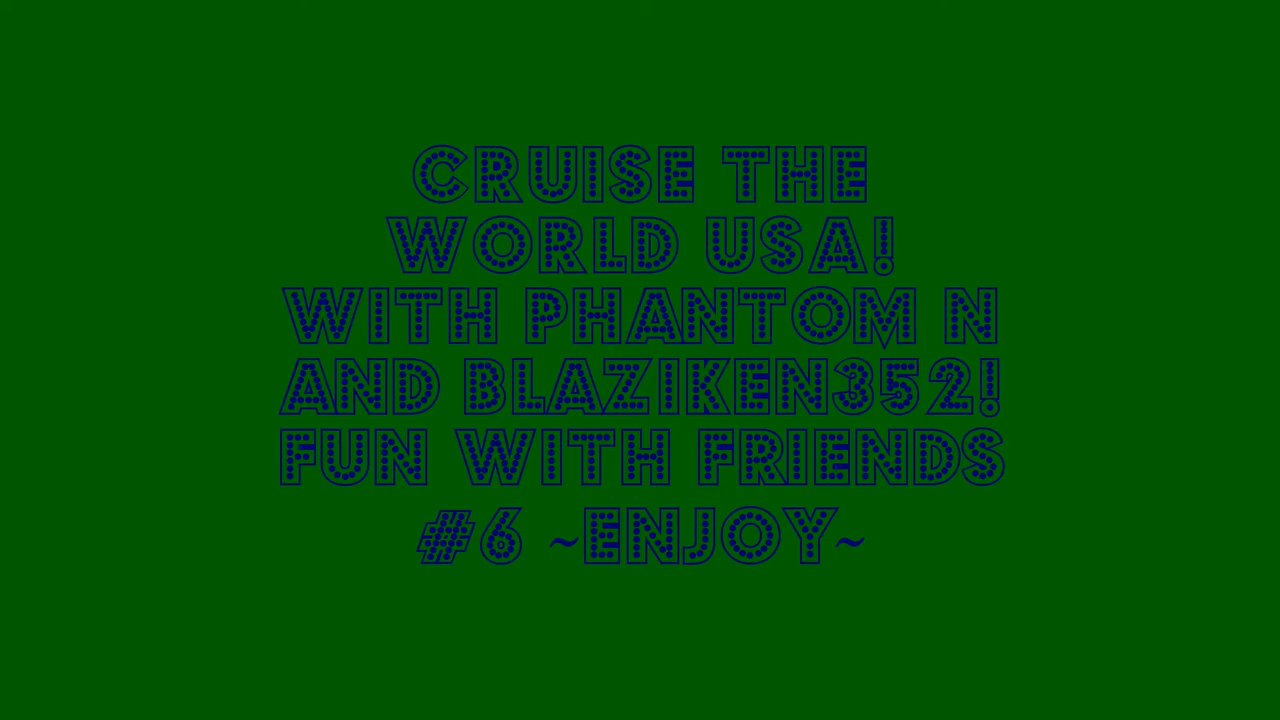 CRUISE THE
WORLD USA!
WITH PHANTOM N
AND BLAZIKEN352!
FUN WITH FRIENDS
#6 ~ENJOY~